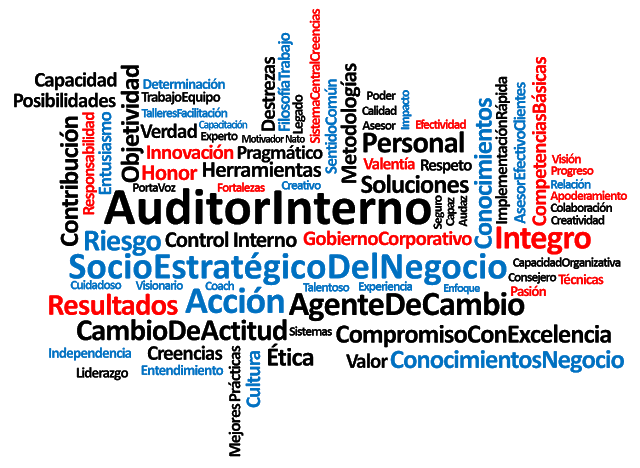 Capacidad
Posibilidades
Contribución
Responsabilidad
Entusiasmo
Objetividad
Determinación
TrabajoEquipo
TalleresFacilitación
Capacitación
Verdad
Experto
Motivador Nato
Innovación
Pragmático
Honor
Herramientas
PortaVoz
Fortalezas
Creativo
Destrezas
FilosofíaTrabajo
Legado
SistemaCentralCreencias
SentidoComún
Metodologías
Poder
Calidad
Asesor
Impacto
Efectividad
Personal
Valentía
Respeto
Soluciones
Seguro
Capaz
Audaz
Conocimientos
ImplementaciónRápida
AsesorEfectivoClientes
CompetenciasBásicas
Visión
Progreso
Relación
Apoderamiento
Colaboración
Creatividad
AuditorInterno
Riesgo
Control Interno
GobiernoCorporativo
Integro
SocioEstratégicoDelNegocio
CapacidadOrganizativa
Consejero
Técnicas
Pasión
Cuidadoso
Visionario
Coach
Talentoso
Experiencia
Enfoque
Resultados
Acción
AgenteDeCambio
CambioDeActitud
Sistemas
CompromisoConExcelencia
Independencia
Creencias
Ética
Valor
ConocimientosNegocio
Liderazgo
Entendimiento
Mejores Prácticas
Cultura